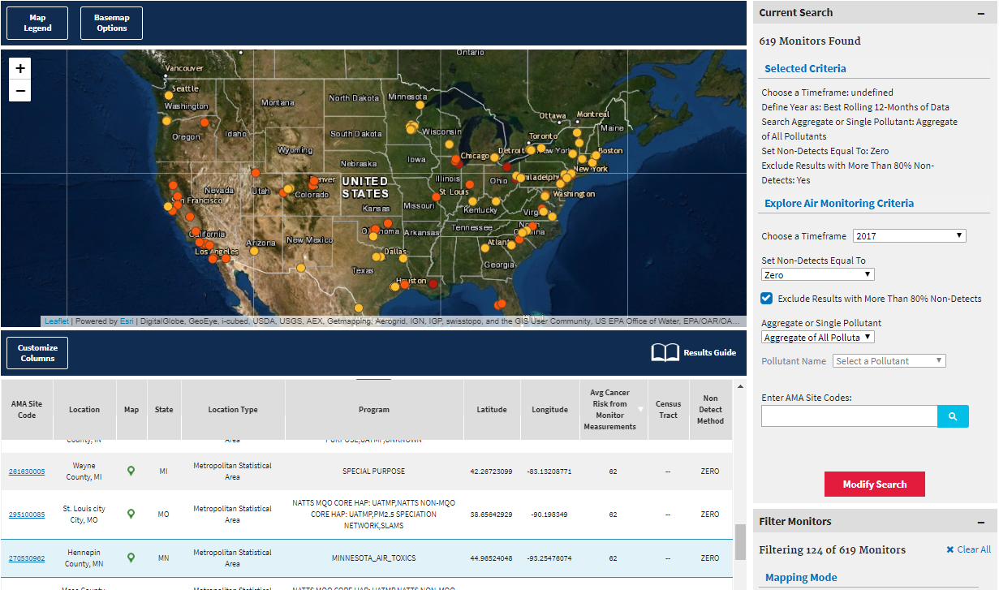 Map
Legend
Basemap
Options
+
−
Ontario
Vancouver
Seattle
Washington
Montana
North Dakota
Minnesota
Ottawa
Montreal
Maine
Oregon
Idaho
South Dakota
Wisconsin
Toronto
Wyoming
Iowa
Chicago
Detroit
New York
Boston
Nebraska
Nevada
Utah
Colorado
UNITED
STATES
Illinois
Ohio
Philadelphia
New York
San Francisco
Kansas
Missouri
St. Louis
Kentucky
Washington
California
Los Angeles
Arizona
New Mexico
Oklahoma
Arkansas
Tennessee
Atlanta
Dallas
Texas
Georgia
Houston
Leaflet | Powered by Esri | DigitalGlobe, GeoEye, i-cubed, USDA, USGS, AEX, Getmapping, Aerogrid, IGN, IGP, swisstopo, and the GIS User Community, US EPA Office of Water, EPA/OAR/OA...
Customize
Columns
Results Guide
AMA Site
Code
Location
Map
State
Location Type
Program
Latitude
Longitude
Avg Cancer
Risk from
Monitor
Measurements
Census
Tract
Non
Detect
Method
County, IN
Area
PURPOSE,UATMP,UNKNOWN
261630005
Wayne
County, MI
MI
Metropolitan Statistical
Area
SPECIAL PURPOSE
42.26723099
-83.13208771
62
--
ZERO
295100085
St. Louis city
City, MO
MO
Metropolitan Statistical
Area
NATTS MQO CORE HAP: UATMP,NATTS NON-MQO
CORE HAP: UATMP,PM2.5 SPECIATION
NETWORK,SLAMS
38.65642929
-90.198349
62
--
ZERO
270530962
Hennepin
County, MN
MN
Metropolitan Statistical
Area
MINNESOTA_AIR_TOXICS
44.96524048
-93.25476074
62
--
ZERO
Metropolitan Statistical
NATTS MQO CORE HAP: UATMP,NATTS NON-MQO
Current Search
−
619 Monitors Found
Selected Criteria
Choose a Timeframe: undefined
Define Year as: Best Rolling 12-Months of Data
Search Aggregate or Single Pollutant: Aggregate
of All Pollutants
Set Non-Detects Equal To: Zero
Exclude Results with More Than 80% Non-
Detects: Yes
Explore Air Monitoring Criteria
Choose a Timeframe 2017
Set Non-Detects Equal To
Zero
Exclude Results with More Than 80% Non-Detects
Aggregate or Single Pollutant
Aggregate of All Polluta
Pollutant Name Select a Pollutant
Enter AMA Site Codes:
Modify Search
Filter Monitors
−
Filtering 124 of 619 Monitors
Clear All
Mapping Mode